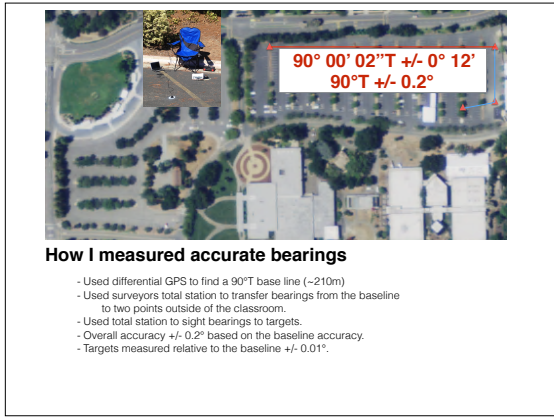 90° 00’ 02”T +/- 0° 12’
90°T +/- 0.2°
How I measured accurate bearings
- Used differential GPS to find a 90°T base line (~210m)
- Used surveyors total station to transfer bearings from the baseline
to two points outside of the classroom.
- Used total station to sight bearings to targets.
- Overall accuracy +/- 0.2° based on the baseline accuracy.
- Targets measured relative to the baseline +/- 0.01°.